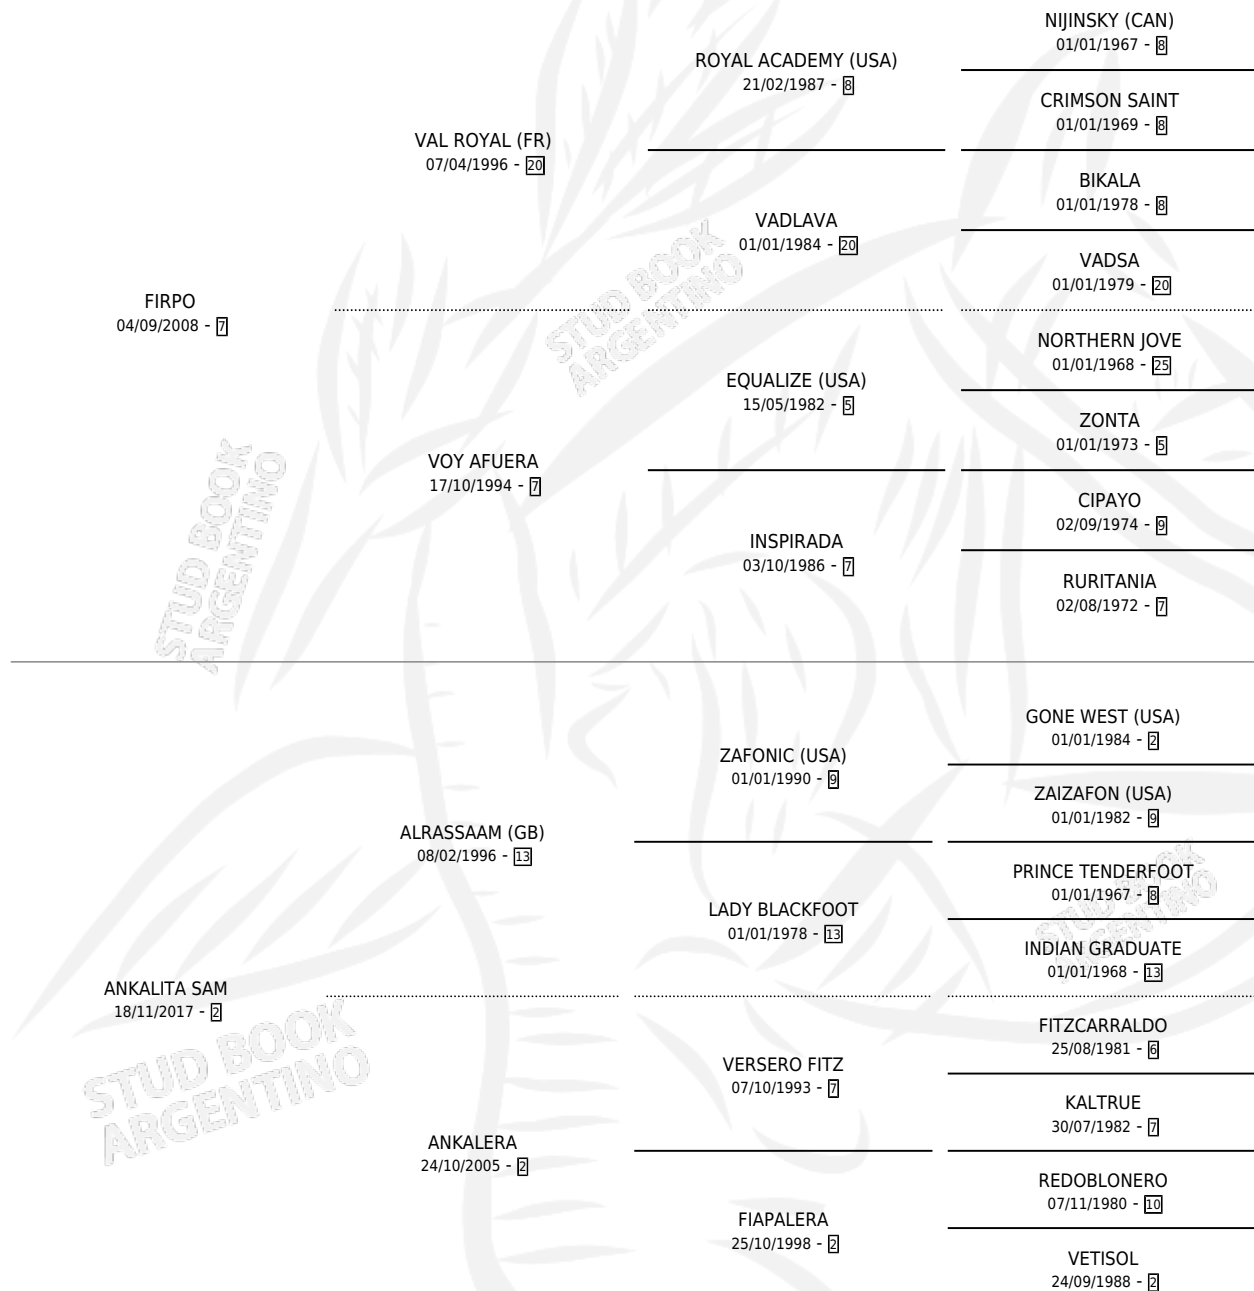 NIJINSKY (CAN)
01/01/1967 - 8
ROYAL ACADEMY (USA)
21/02/1987 - 8
CRIMSON SAINT
01/01/1969 - 8
VAL ROYAL (FR)
07/04/1996 - 20
BIKALA
01/01/1978 - 8
VADLAVA
01/01/1984 - 20
VADSA
01/01/1979 - 20
FIRPO
04/09/2008 - 7
STUD BOOK
ARGENTINO
NORTHERN JOVE
01/01/1968 - 25
EQUALIZE (USA)
15/05/1982 - 5
ZONTA
01/01/1973 - 5
VOY AFUERA
17/10/1994 - 7
CIPAYO
02/09/1974 - 9
INSPIRADA
03/10/1986 - 7
RURITANIA
02/08/1972 - 7
STUD BOOK
ARGENTINO
GONE WEST (USA)
01/01/1984 - 2
ZAFONIC (USA)
01/01/1990 - 9
ZAIZAFON (USA)
01/01/1982 - 9
ALRASSAAM (GB)
08/02/1996 - 13
PRINCE TENDERFOOT
01/01/1967 - 8
LADY BLACKFOOT
01/01/1978 - 13
STUD BOOK
ARGENTINO
INDIAN GRADUATE
01/01/1968 - 13
ANKALITA SAM
18/11/2017 - 2
STUD BOOK
ARGENTINO
FITZCARRALDO
25/08/1981 - 6
VERSERO FITZ
07/10/1993 - 7
KALTRUE
30/07/1982 - 7
ANKALERA
24/10/2005 - 2
REDOBLONERO
07/11/1980 - 10
FIAPALERA
25/10/1998 - 2
VETISOL
24/09/1988 - 2